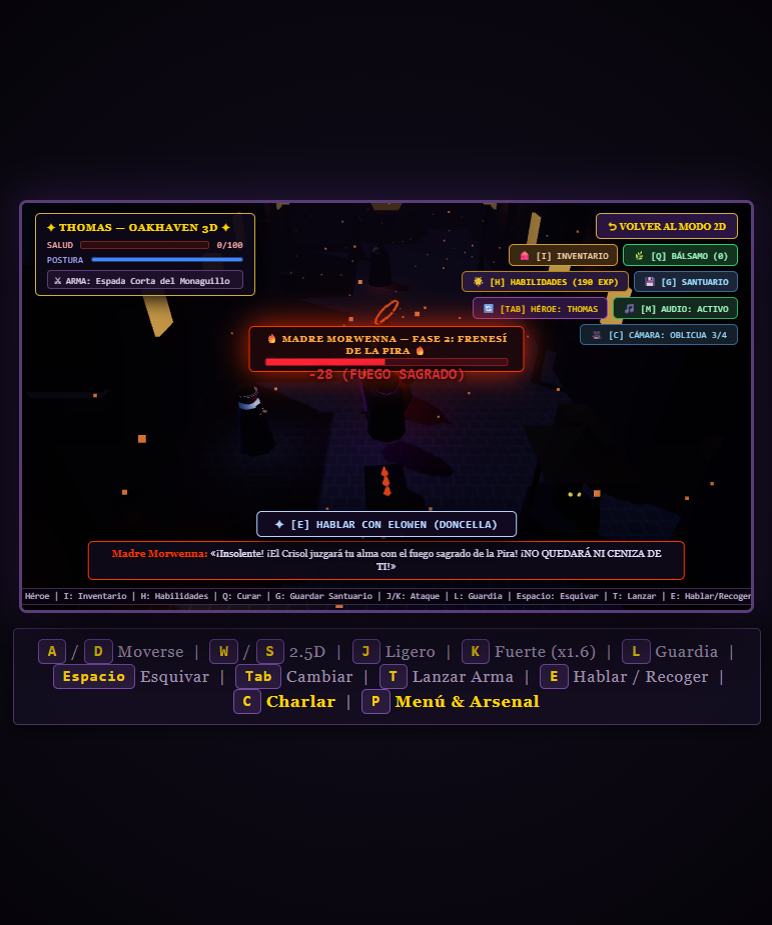 ✦ THOMAS — OAKHAVEN 3D ✦
SALUD 0/100
POSTURA
⚔ ARMA: Espada Corta del Monaguillo
⮌ VOLVER AL MODO 2D
🎒 [I] INVENTARIO
🌿 [Q] BÁLSAMO (0)
🌟 [H] HABILIDADES (190 EXP)
💾 [G] SANTUARIO
🔄 [TAB] HÉROE: THOMAS
🎵 [M] AUDIO: ACTIVO
🎥 [C] CÁMARA: OBLICUA 3/4
🔥 MADRE MORWENNA — FASE 2: FRENESÍ
DE LA PIRA 🔥
-28 (FUEGO SAGRADO)
✦ [E] HABLAR CON ELOWEN (DONCELLA)
Madre Morwenna: «¡Insolente! ¡El Crisol juzgará tu alma con el fuego sagrado de la Pira! ¡NO QUEDARÁ NI CENIZA DE
TI!»
Héroe | I: Inventario | H: Habilidades | Q: Curar | G: Guardar Santuario | J/K: Ataque | L: Guardia | Espacio: Esquivar | T: Lanzar | E: Hablar/Recoger
A / D Moverse | W / S 2.5D | J Ligero | K Fuerte (x1.6) | L Guardia |
Espacio Esquivar | Tab Cambiar | T Lanzar Arma | E Hablar / Recoger |
C Charlar | P Menú & Arsenal